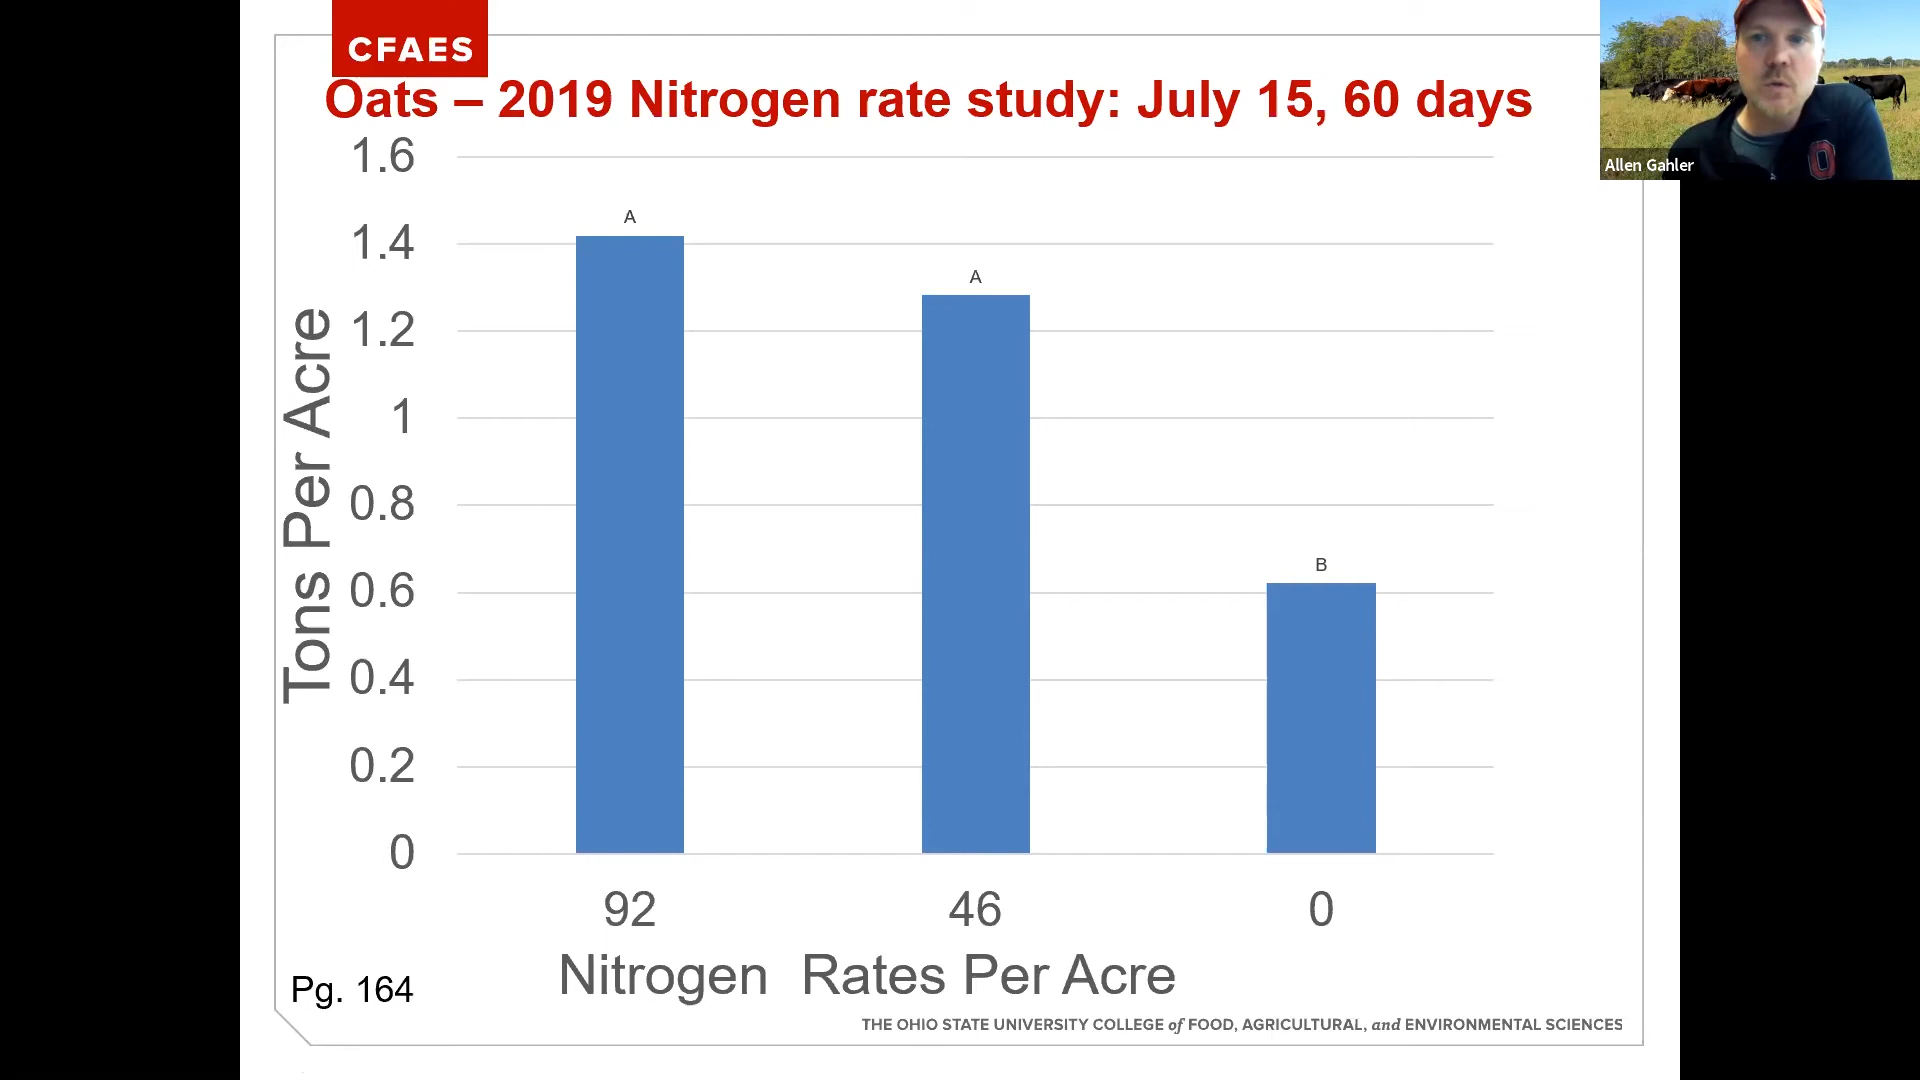 CFAES
Oats – 2019 Nitrogen rate study: July 15, 60 days
Allen Gahler
Tons Per Acre
1.6
1.4
1.2
1
0.8
0.6
0.4
0.2
0
A
A
B
92 46 0
Nitrogen Rates Per Acre
Pg. 164
THE OHIO STATE UNIVERSITY COLLEGE of FOOD, AGRICULTURAL, and ENVIRONMENTAL SCIENCES